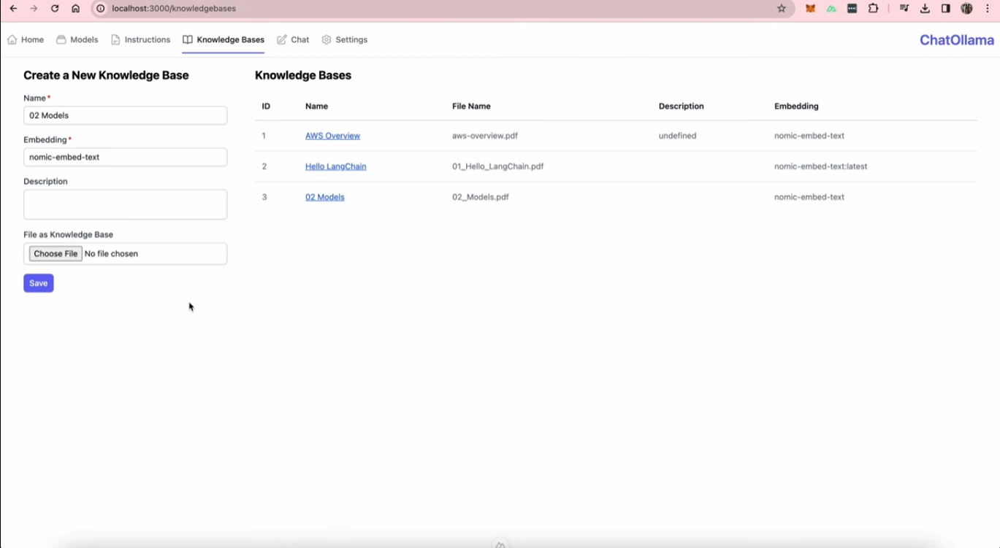 localhost:3000/knowledgebases
Home Models Instructions Knowledge Bases Chat Settings ChatOllama
Create a New Knowledge Base
Name*
02 Models
Embedding*
nomic-embed-text
Description
File as Knowledge Base
Choose File No file chosen
Save
Knowledge Bases
ID Name File Name Description Embedding
1 AWS Overview aws-overview.pdf undefined nomic-embed-text
2 Hello LangChain 01_Hello_LangChain.pdf nomic-embed-text:latest
3 02 Models 02_Models.pdf nomic-embed-text